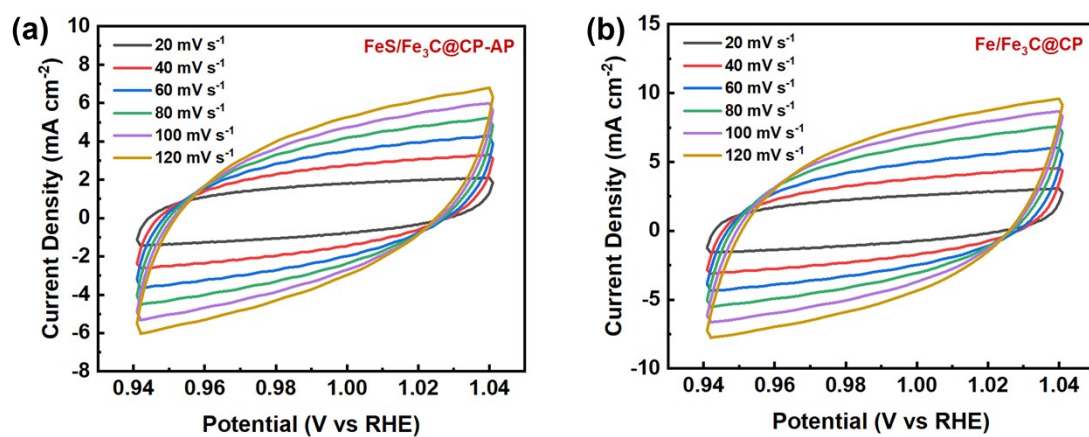 (a)
FeS/Fe₃C@CP-AP
20 mV s⁻¹
40 mV s⁻¹
60 mV s⁻¹
80 mV s⁻¹
100 mV s⁻¹
120 mV s⁻¹
10
8
6
4
2
0
-2
-4
-6
-8
Current Density (mA cm⁻²)
0.94 0.96 0.98 1.00 1.02 1.04
Potential (V vs RHE)
(b)
Fe/Fe₃C@CP
20 mV s⁻¹
40 mV s⁻¹
60 mV s⁻¹
80 mV s⁻¹
100 mV s⁻¹
120 mV s⁻¹
15
10
5
0
-5
-10
Current Density (mA cm⁻²)
0.94 0.96 0.98 1.00 1.02 1.04
Potential (V vs RHE)